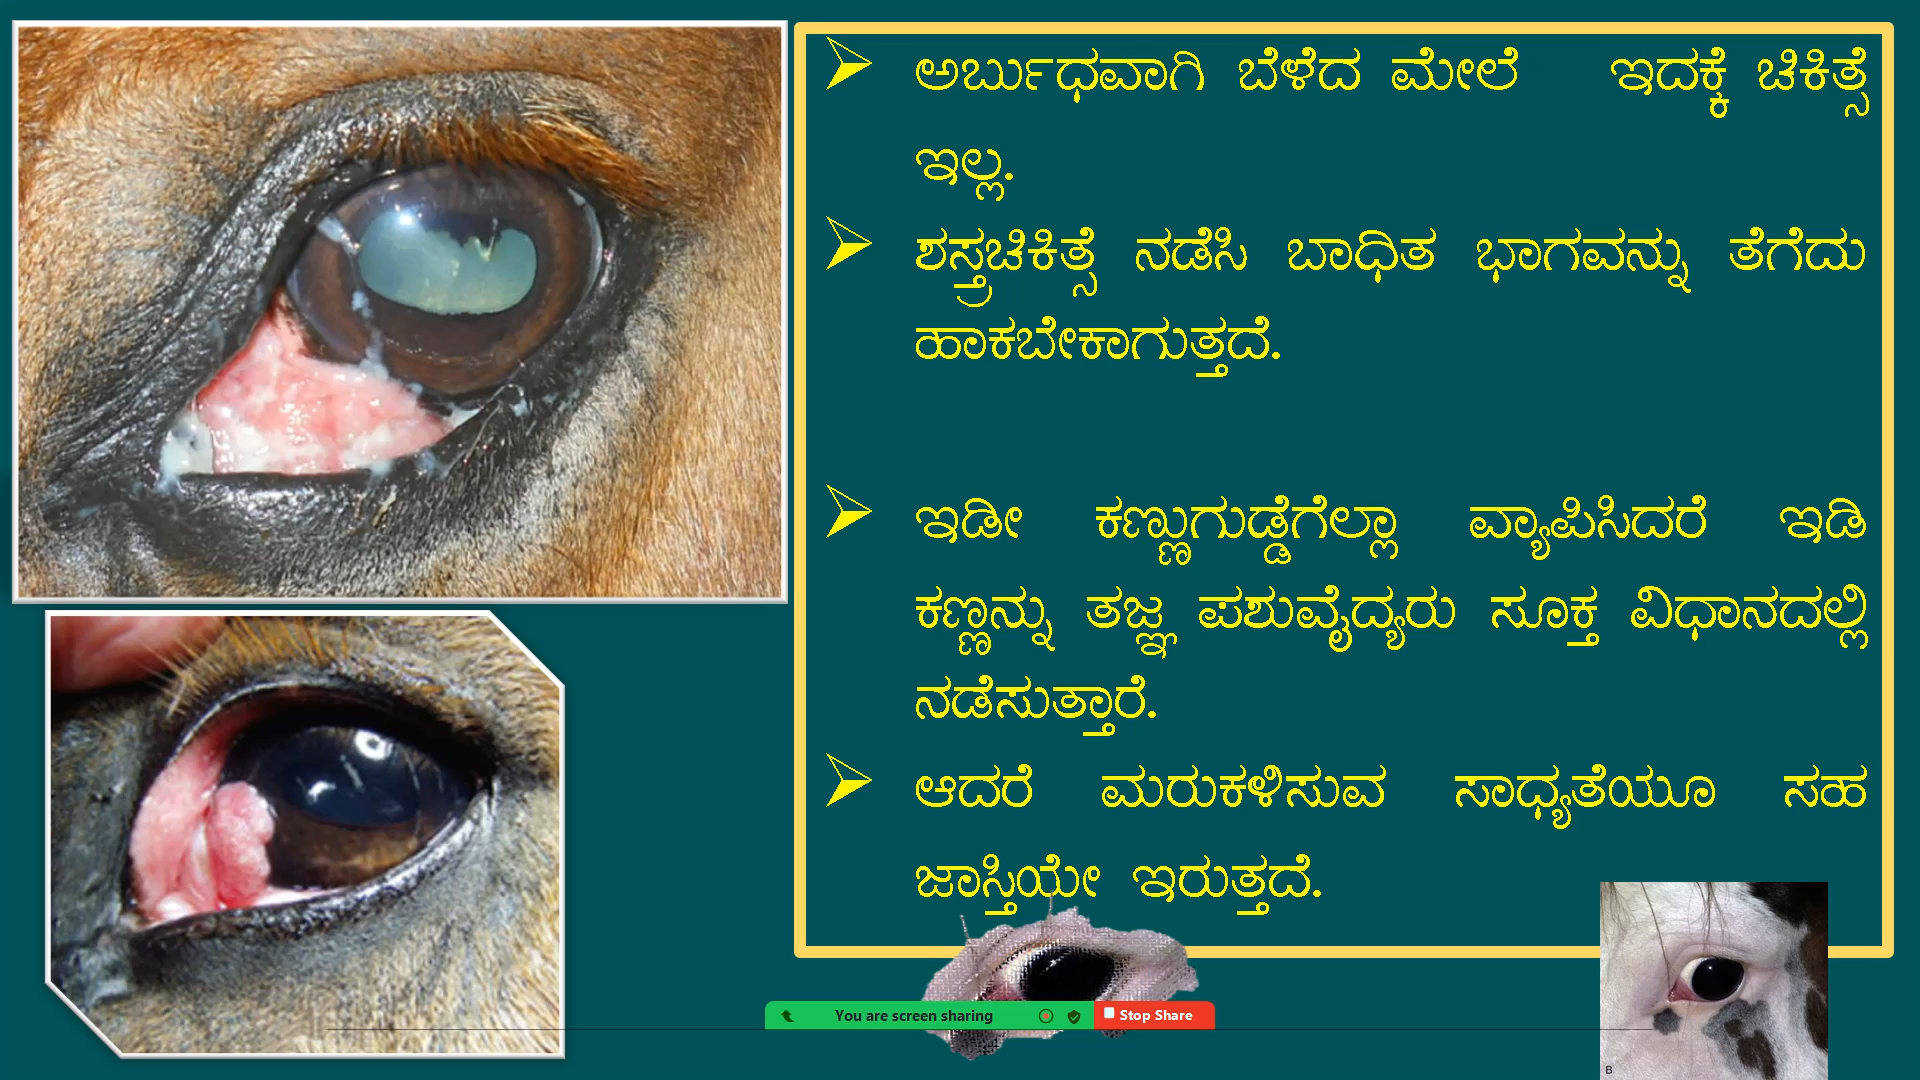 ಅರ್ಬುಧವಾಗಿ ಬೆಳೆದ ಮೇಲೆ ಇದಕ್ಕೆ ಚಿಕಿತ್ಸೆ
ಇಲ್ಲ.
ಶಸ್ತ್ರಚಿಕಿತ್ಸೆ ನಡೆಸಿ ಬಾಧಿತ ಭಾಗವನ್ನು ತೆಗೆದು
ಹಾಕಬೇಕಾಗುತ್ತದೆ.
ಇಡೀ ಕಣ್ಣುಗುಡ್ಡೆಗೆಲ್ಲಾ ವ್ಯಾಪಿಸಿದರೆ ಇಡಿ
ಕಣ್ಣನ್ನು ತಜ್ಞ ಪಶುವೈದ್ಯರು ಸೂಕ್ತ ವಿಧಾನದಲ್ಲಿ
ನಡೆಸುತ್ತಾರೆ.
ಆದರೆ ಮರುಕಳಿಸುವ ಸಾಧ್ಯತೆಯೂ ಸಹ
ಜಾಸ್ತಿಯೇ ಇರುತ್ತದೆ.
You are screen sharing Stop Share
B